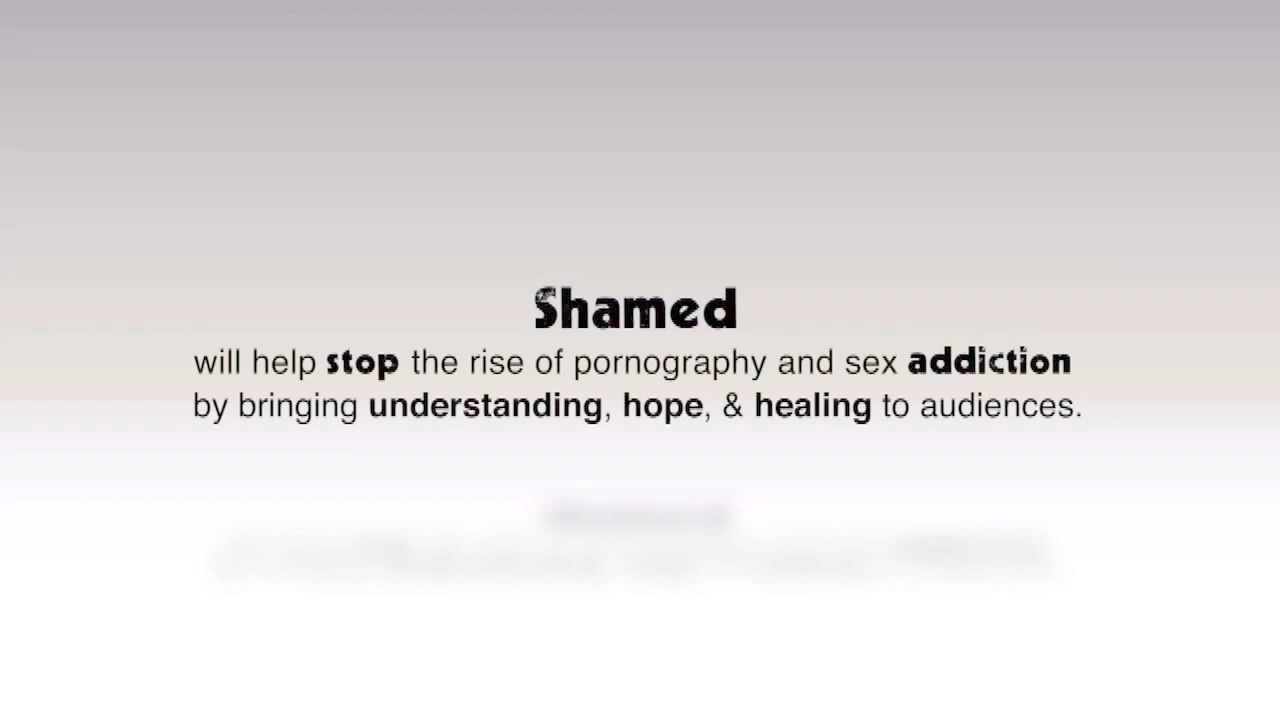 Shamed
will help stop the rise of pornography and sex addiction
by bringing understanding, hope, & healing to audiences.